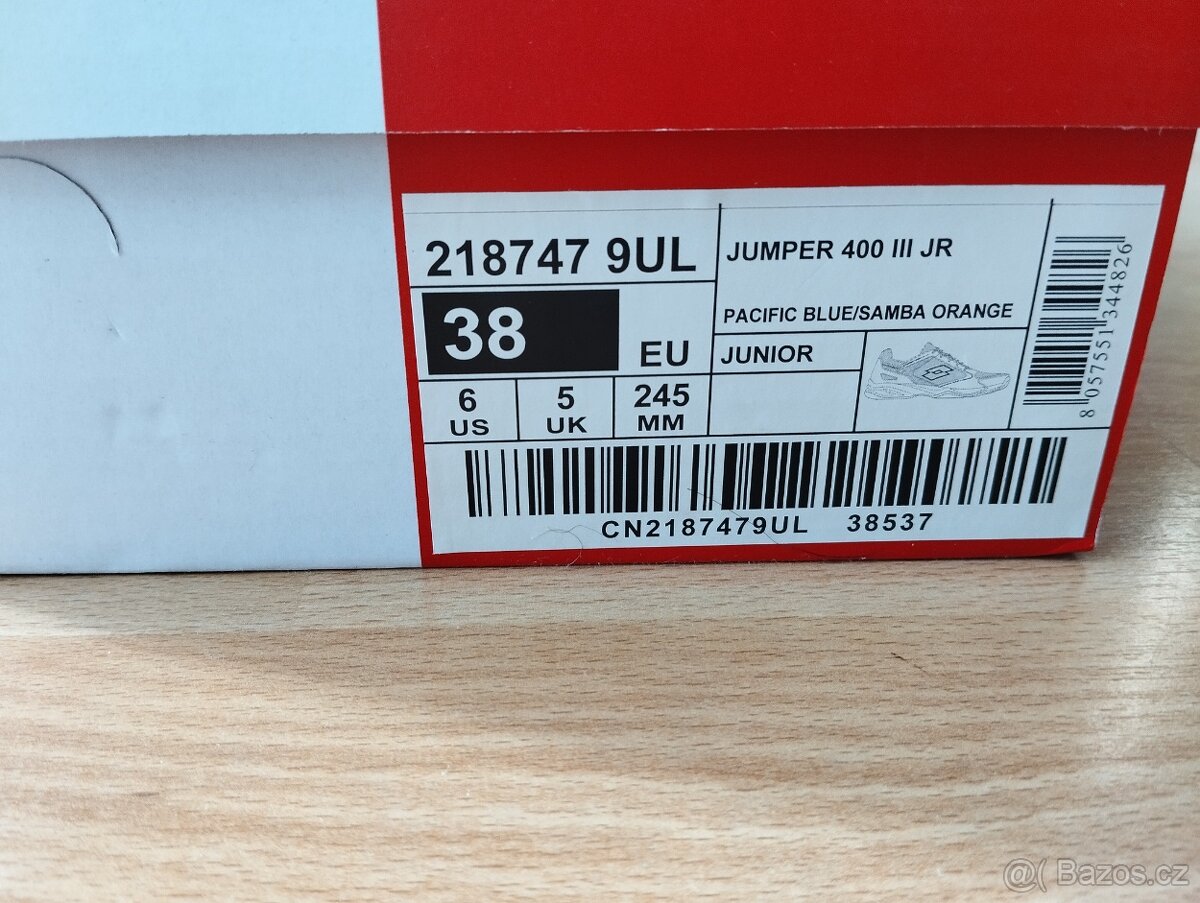 218747 9UL
JUMPER 400 III JR
PACIFIC BLUE/SAMBA ORANGE
38
EU
JUNIOR
6
US
5
UK
245
MM
8 057551 344826
CN2187479UL 38537
@( Bazos.cz